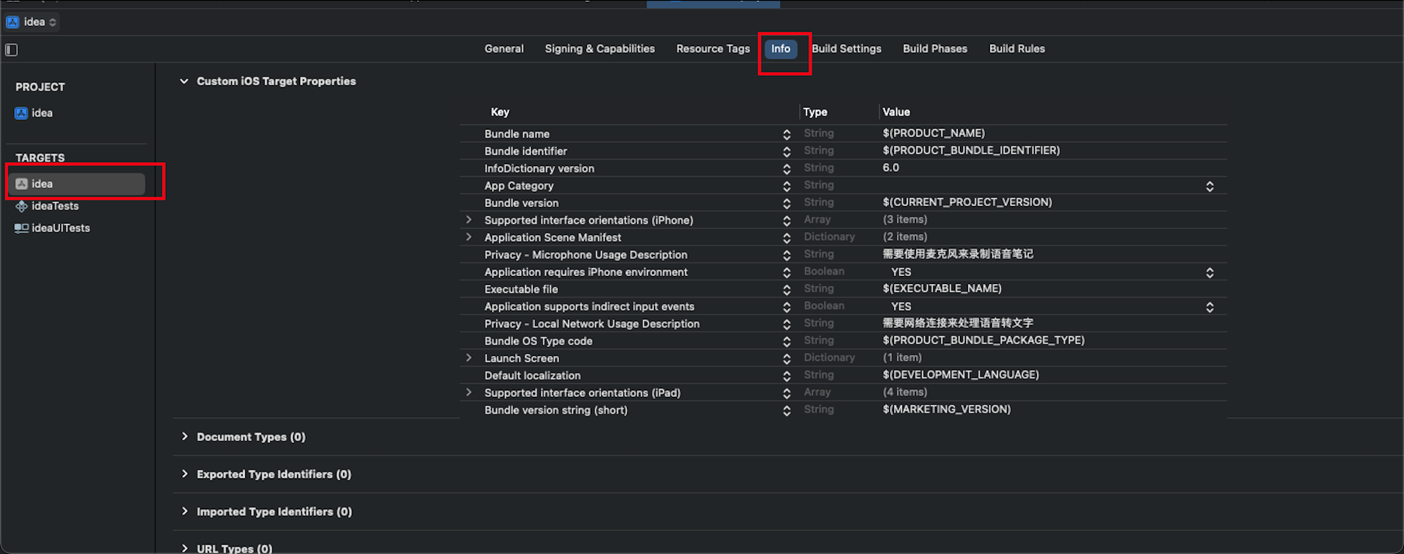 idea
General Signing & Capabilities Resource Tags Info Build Settings Build Phases Build Rules
PROJECT
idea
TARGETS
idea
ideaTests
ideaUITests
Custom iOS Target Properties
Key Type Value
Bundle name String $(PRODUCT_NAME)
Bundle identifier String $(PRODUCT_BUNDLE_IDENTIFIER)
InfoDictionary version String 6.0
App Category String
Bundle version String $(CURRENT_PROJECT_VERSION)
Supported interface orientations (iPhone) Array (3 items)
Application Scene Manifest Dictionary (2 items)
Privacy - Microphone Usage Description String 需要使用麦克风来录制语音笔记
Application requires iPhone environment Boolean YES
Executable file String $(EXECUTABLE_NAME)
Application supports indirect input events Boolean YES
Privacy - Local Network Usage Description String 需要网络连接来处理语音转文字
Bundle OS Type code String $(PRODUCT_BUNDLE_PACKAGE_TYPE)
Launch Screen Dictionary (1 item)
Default localization String $(DEVELOPMENT_LANGUAGE)
Supported interface orientations (iPad) Array (4 items)
Bundle version string (short) String $(MARKETING_VERSION)
Document Types (0)
Exported Type Identifiers (0)
Imported Type Identifiers (0)
URL Types (0)